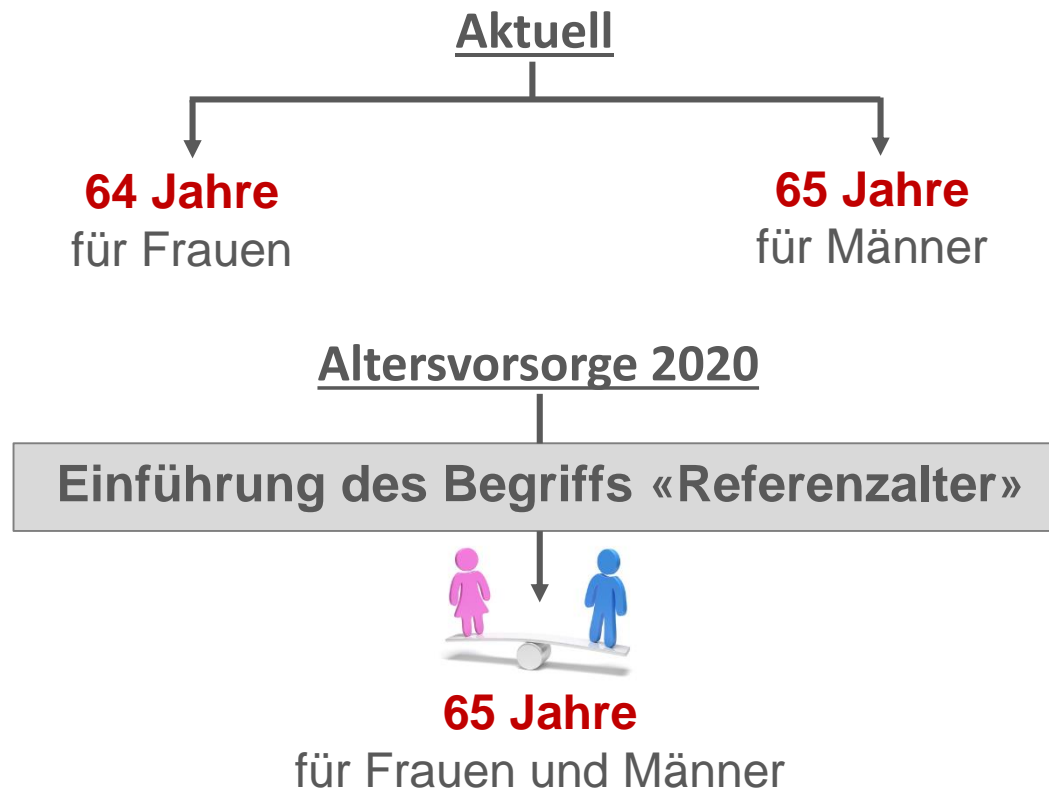 Aktuell
64 Jahre
für Frauen
65 Jahre
für Männer
Altersvorsorge 2020
Einführung des Begriffs «Referenzalter»
65 Jahre
für Frauen und Männer